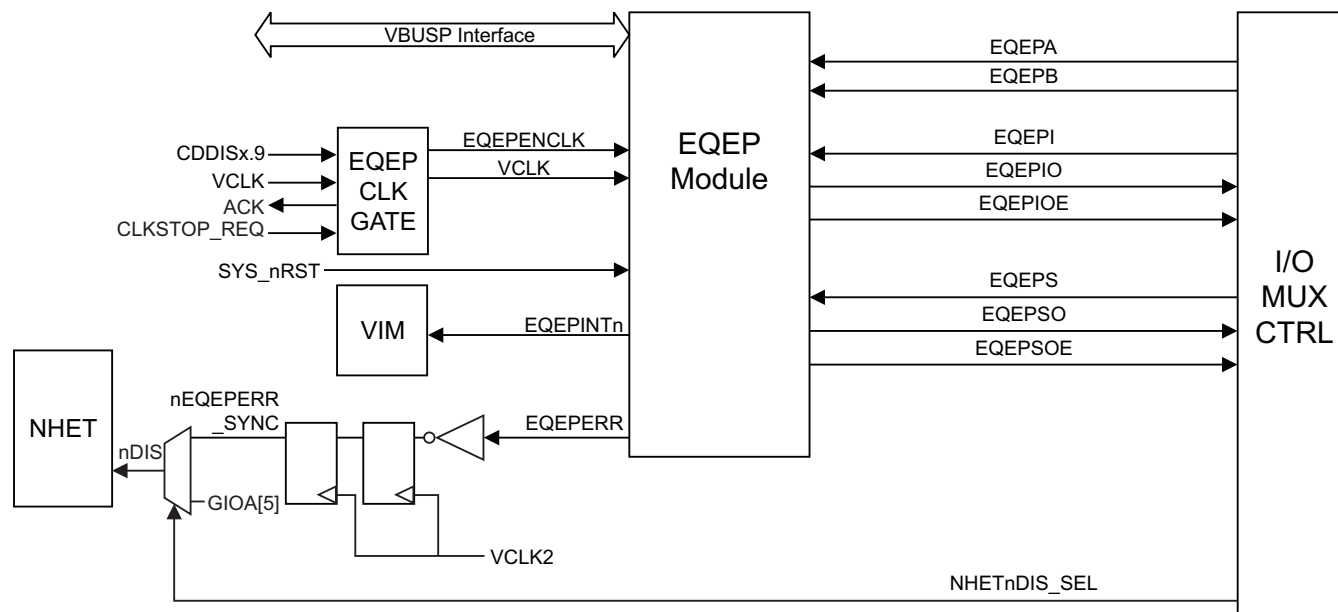 VBUSP Interface
EQEPA
EQEPB
EQEP
Module
EQEPENCLK
CDDISx.9
EQEP
CLK
GATE
VCLK
VCLK
ACK
CLKSTOP_REQ
EQEPI
EQEPIO
EQEPIOE
SYS_nRST
I/O
MUX
CTRL
EQEPS
VIM
EQEPINTn
EQEPSO
EQEPSOE
NHET
nEQEPERR
_SYNC
EQEPERR
nDIS
GIOA[5]
VCLK2
NHETnDIS_SEL